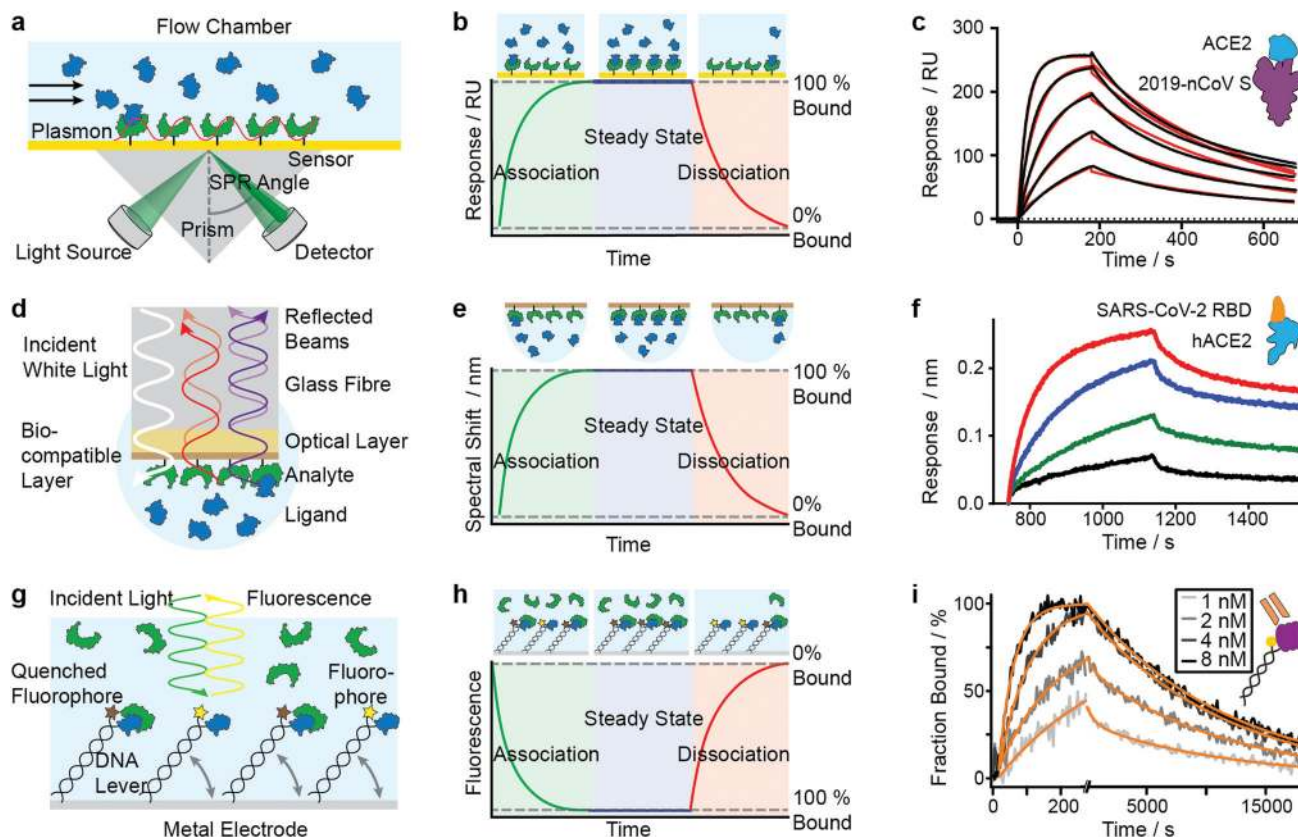 a
Flow Chamber
Plasmon
Sensor
SPR Angle
Prism
Light Source
Detector
b
Response / RU
100 %
Bound
Steady State
Association
Dissociation
0%
Bound
Time
c
ACE2
2019-nCoV S
Response / RU
300
200
100
0
0
200
400
600
Time / s
d
Incident
White Light
Reflected
Beams
Glass Fibre
Bio-
compatible
Layer
Optical Layer
Analyte
Ligand
e
Spectral Shift / nm
100 %
Bound
Steady State
Association
Dissociation
0%
Bound
Time
f
SARS-CoV-2 RBD
hACE2
Response / nm
0.2
0.1
0.0
800
1000
1200
1400
Time / s
g
Incident Light
Fluorescence
Quenched
Fluorophore
Fluoro-
phore
DNA
Lever
Metal Electrode
h
Fluorescence
0%
Bound
Steady State
Association
Dissociation
100 %
Bound
Time
i
Fraction Bound / %
100
50
0
1 nM
2 nM
4 nM
8 nM
0
200
5000
15000
Time / s